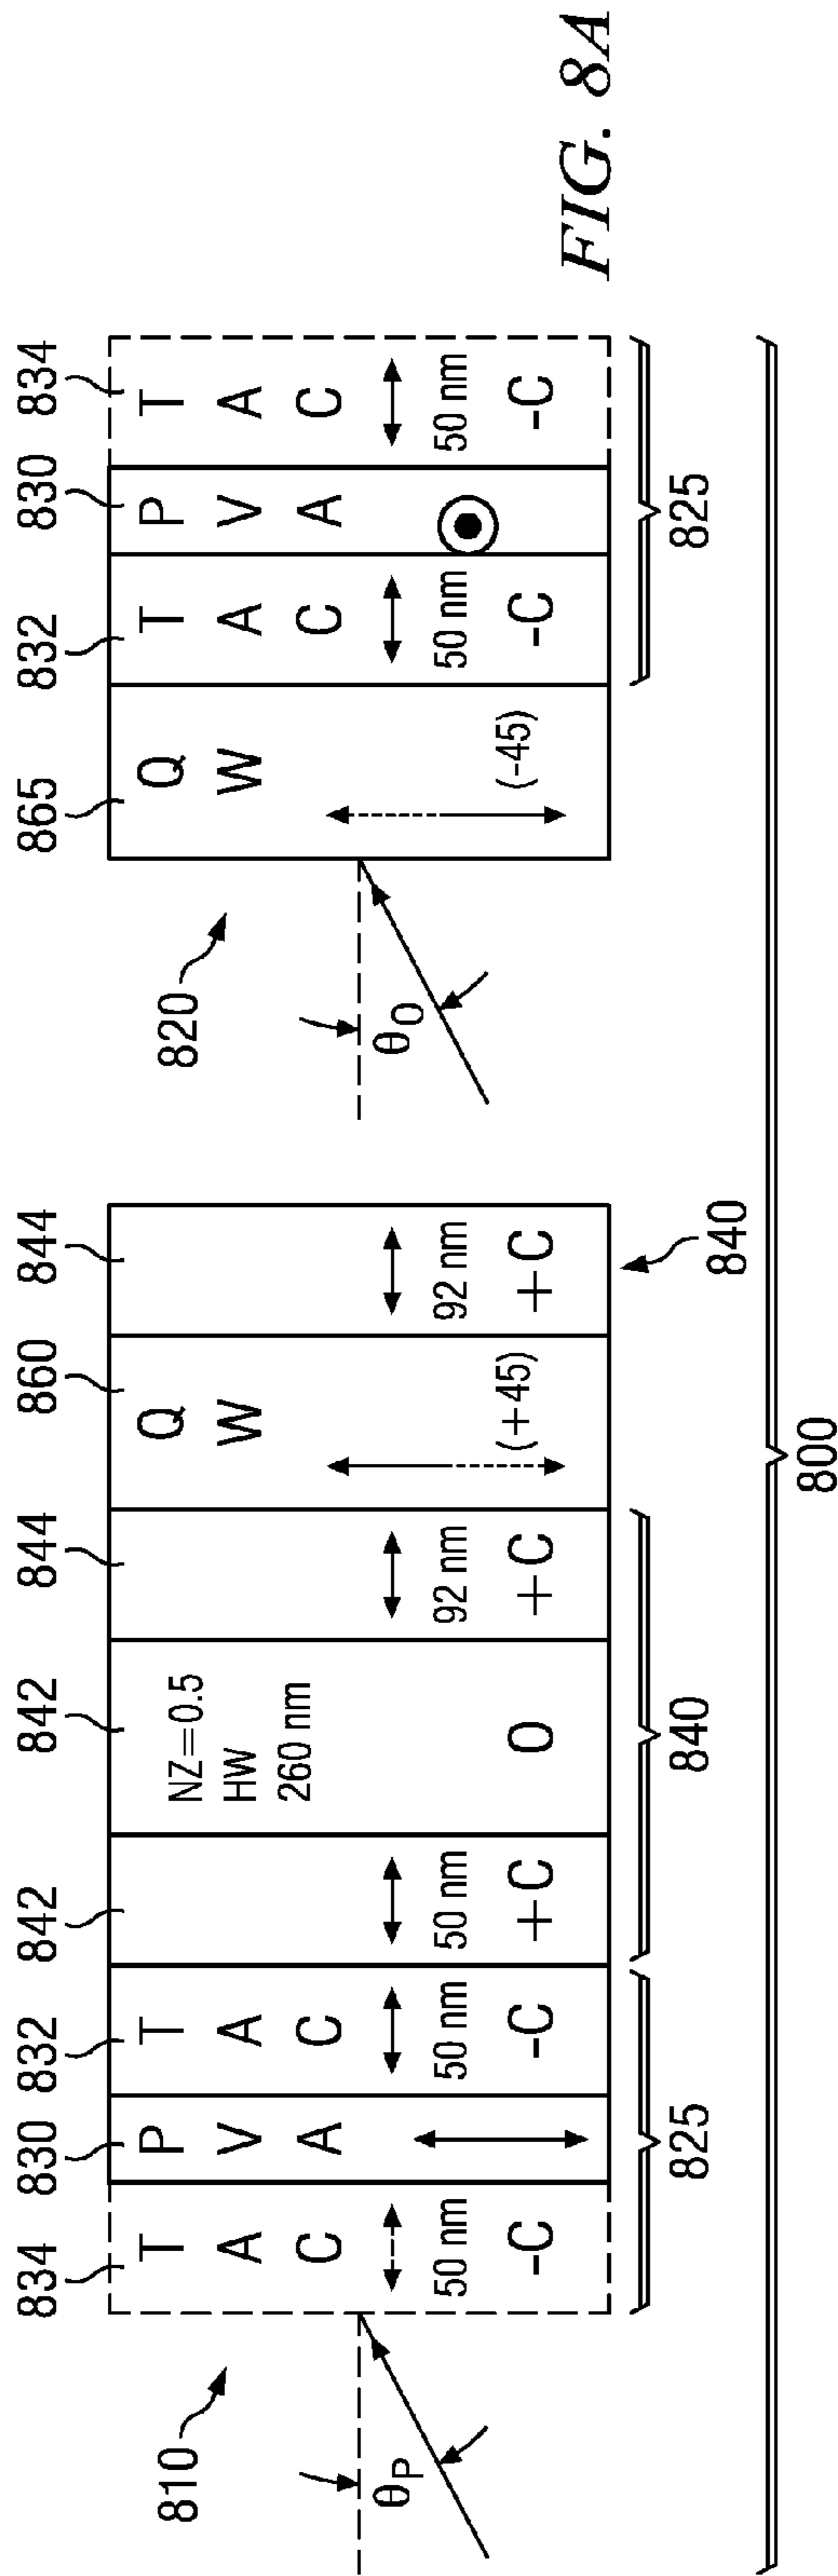 834
830
832
842
842
844
860
844
865
832
830
834
810
820
θP
θO
T A C
50 nm
-C
P V A
T A C
50 nm
-C
50 nm
+C
NZ=0.5
HW
260 nm
O
92 nm
+C
Q W
(+45)
92 nm
+C
Q W
(-45)
T A C
50 nm
-C
P V A
T A C
50 nm
-C
825
840
840
825
800
FIG. 8A